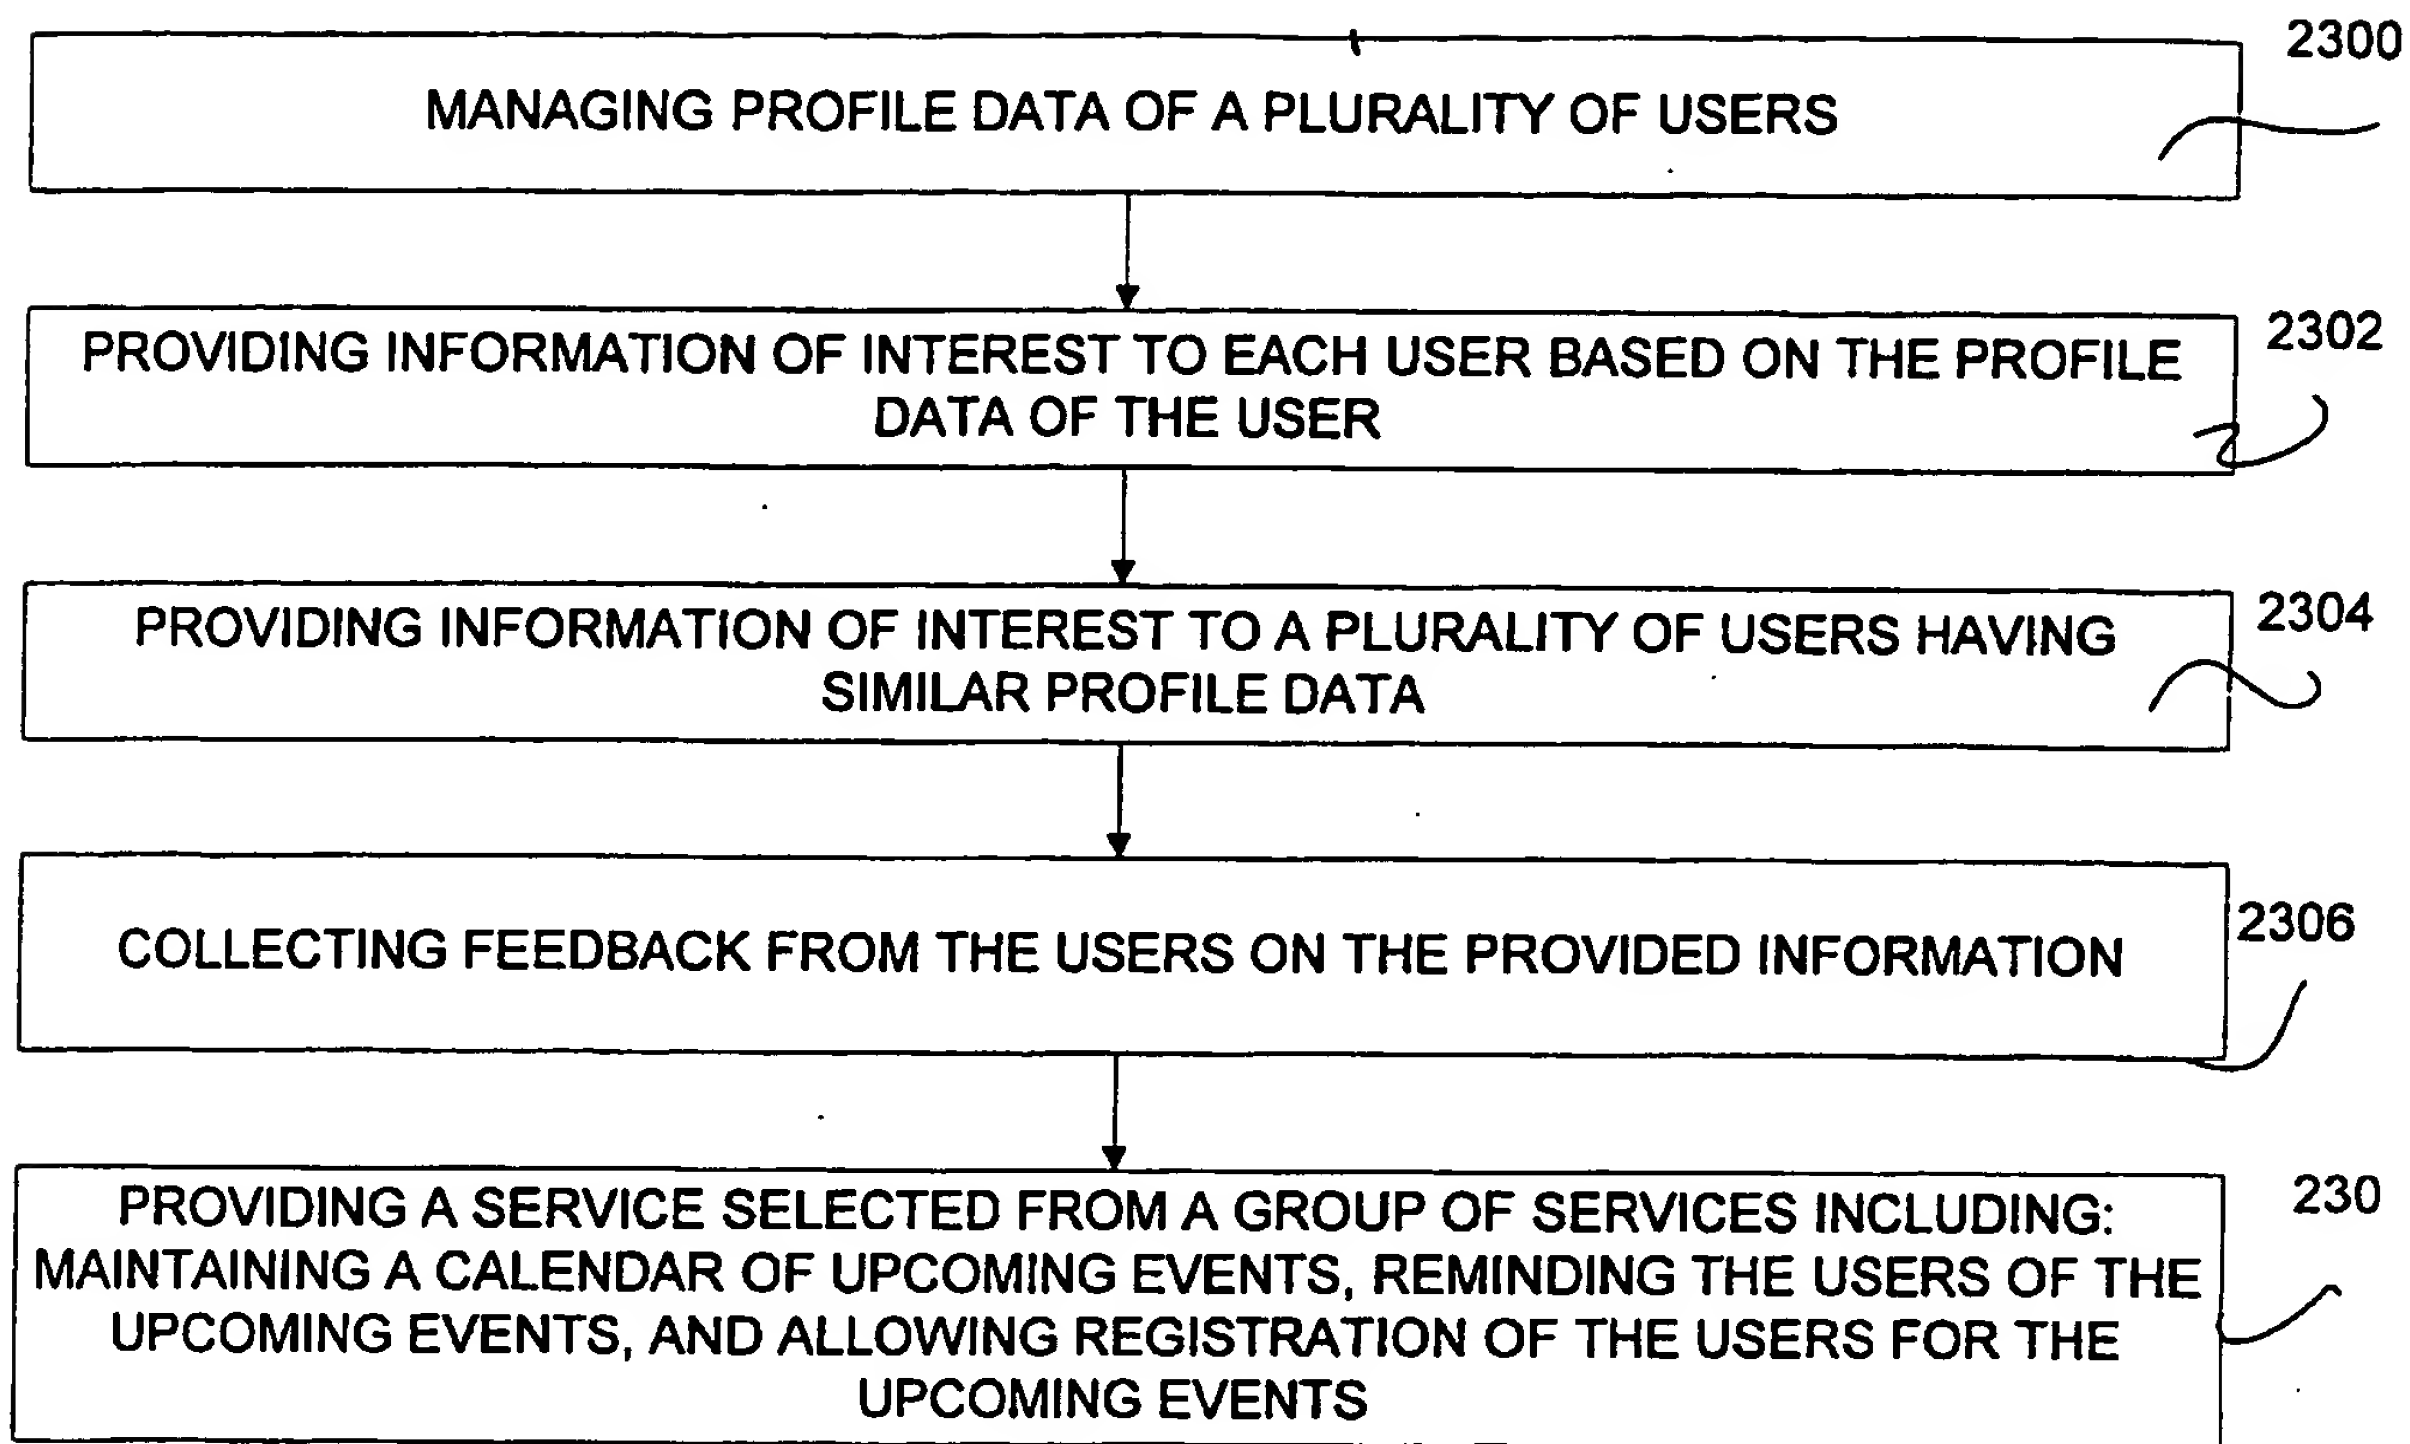 2300
MANAGING PROFILE DATA OF A PLURALITY OF USERS
2302
PROVIDING INFORMATION OF INTEREST TO EACH USER BASED ON THE PROFILE
DATA OF THE USER
2304
PROVIDING INFORMATION OF INTEREST TO A PLURALITY OF USERS HAVING
SIMILAR PROFILE DATA
2306
COLLECTING FEEDBACK FROM THE USERS ON THE PROVIDED INFORMATION
230
PROVIDING A SERVICE SELECTED FROM A GROUP OF SERVICES INCLUDING:
MAINTAINING A CALENDAR OF UPCOMING EVENTS, REMINDING THE USERS OF THE
UPCOMING EVENTS, AND ALLOWING REGISTRATION OF THE USERS FOR THE
UPCOMING EVENTS